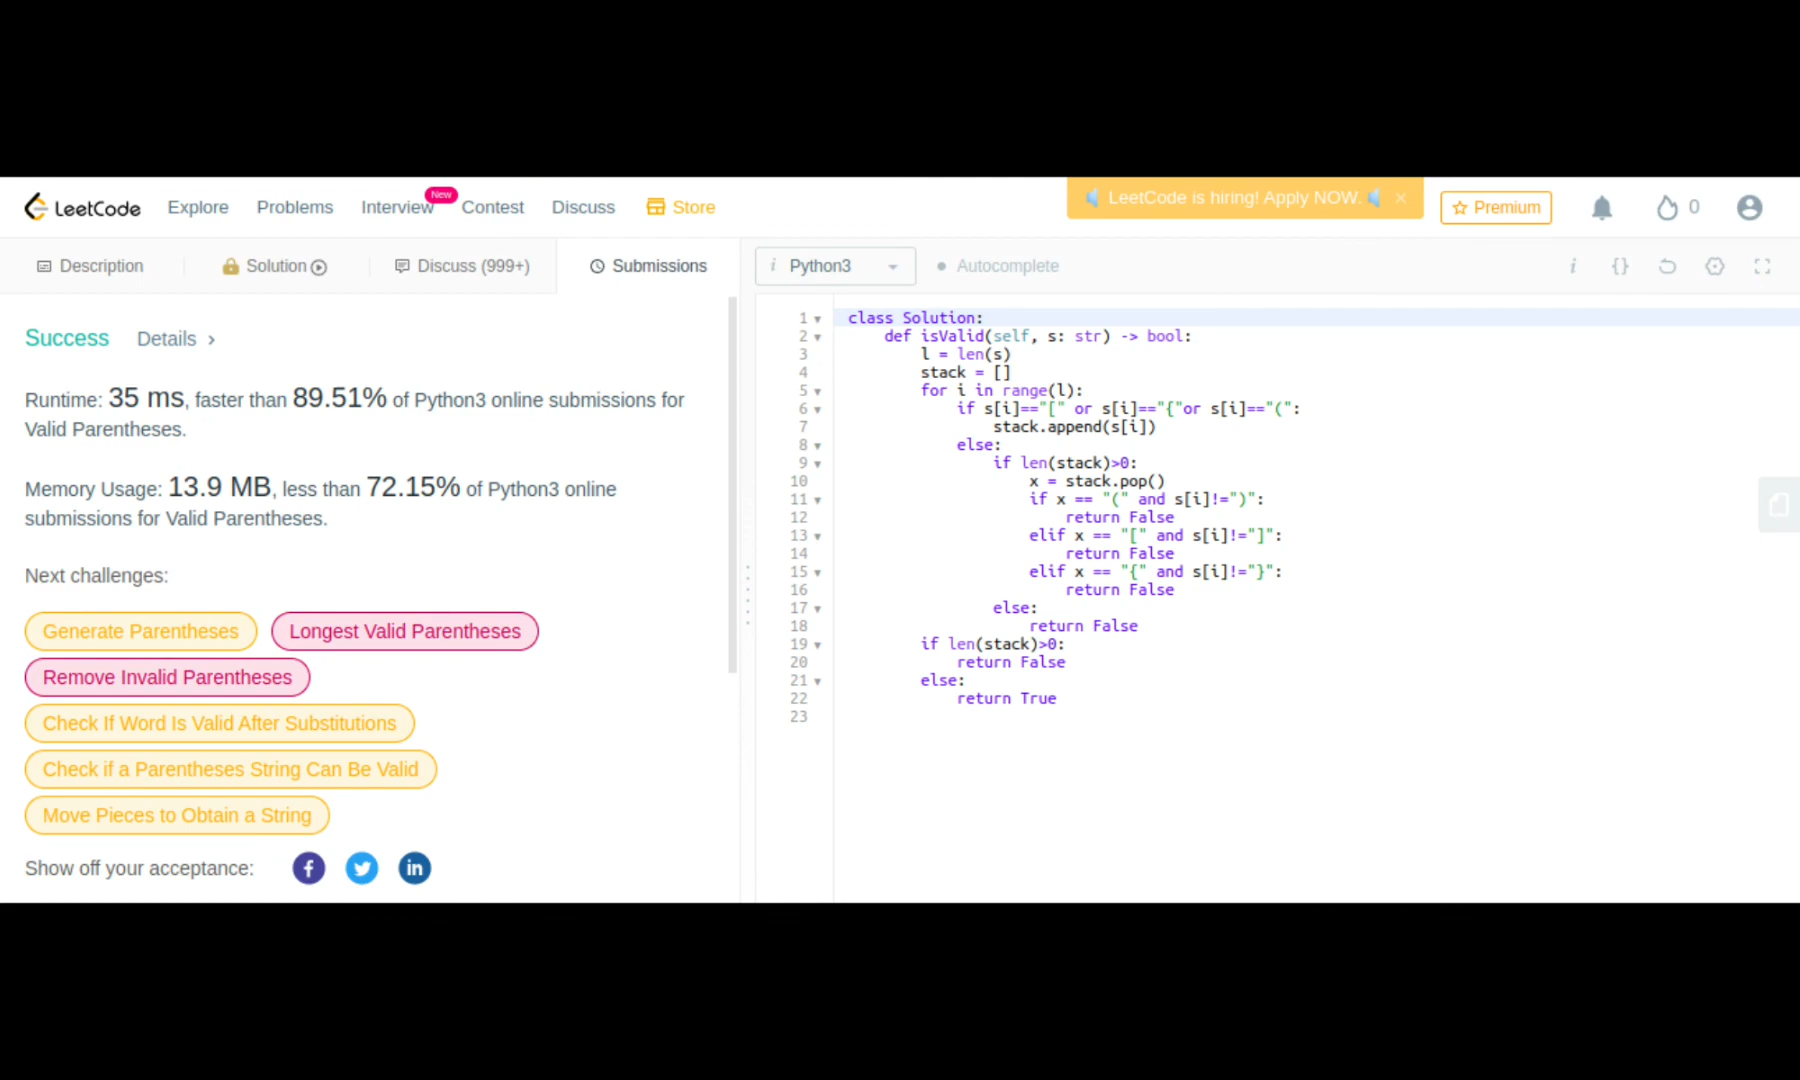 LeetCode Explore Problems Interview New Contest Discuss Store LeetCode is hiring! Apply NOW. × Premium 0
Description Solution Discuss (999+) Submissions i Python3 Autocomplete i {}
Success Details >
Runtime: 35 ms, faster than 89.51% of Python3 online submissions for
Valid Parentheses.
Memory Usage: 13.9 MB, less than 72.15% of Python3 online
submissions for Valid Parentheses.
Next challenges:
Generate Parentheses Longest Valid Parentheses
Remove Invalid Parentheses
Check If Word Is Valid After Substitutions
Check if a Parentheses String Can Be Valid
Move Pieces to Obtain a String
Show off your acceptance: f in
1 class Solution:
2     def isValid(self, s: str) -> bool:
3         l = len(s)
4         stack = []
5         for i in range(l):
6             if s[i]=="[" or s[i]=="{"or s[i]=="(":
7                 stack.append(s[i])
8             else:
9                 if len(stack)>0:
10                     x = stack.pop()
11                     if x == "(" and s[i]!=")":
12                         return False
13                     elif x == "[" and s[i]!="]":
14                         return False
15                     elif x == "{" and s[i]!="}":
16                         return False
17                 else:
18                     return False
19         if len(stack)>0:
20             return False
21         else:
22             return True
23